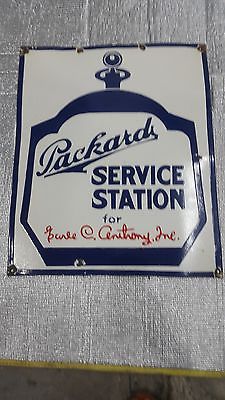 Packard
SERVICE
STATION
for
Earle C. Anthony, Inc.